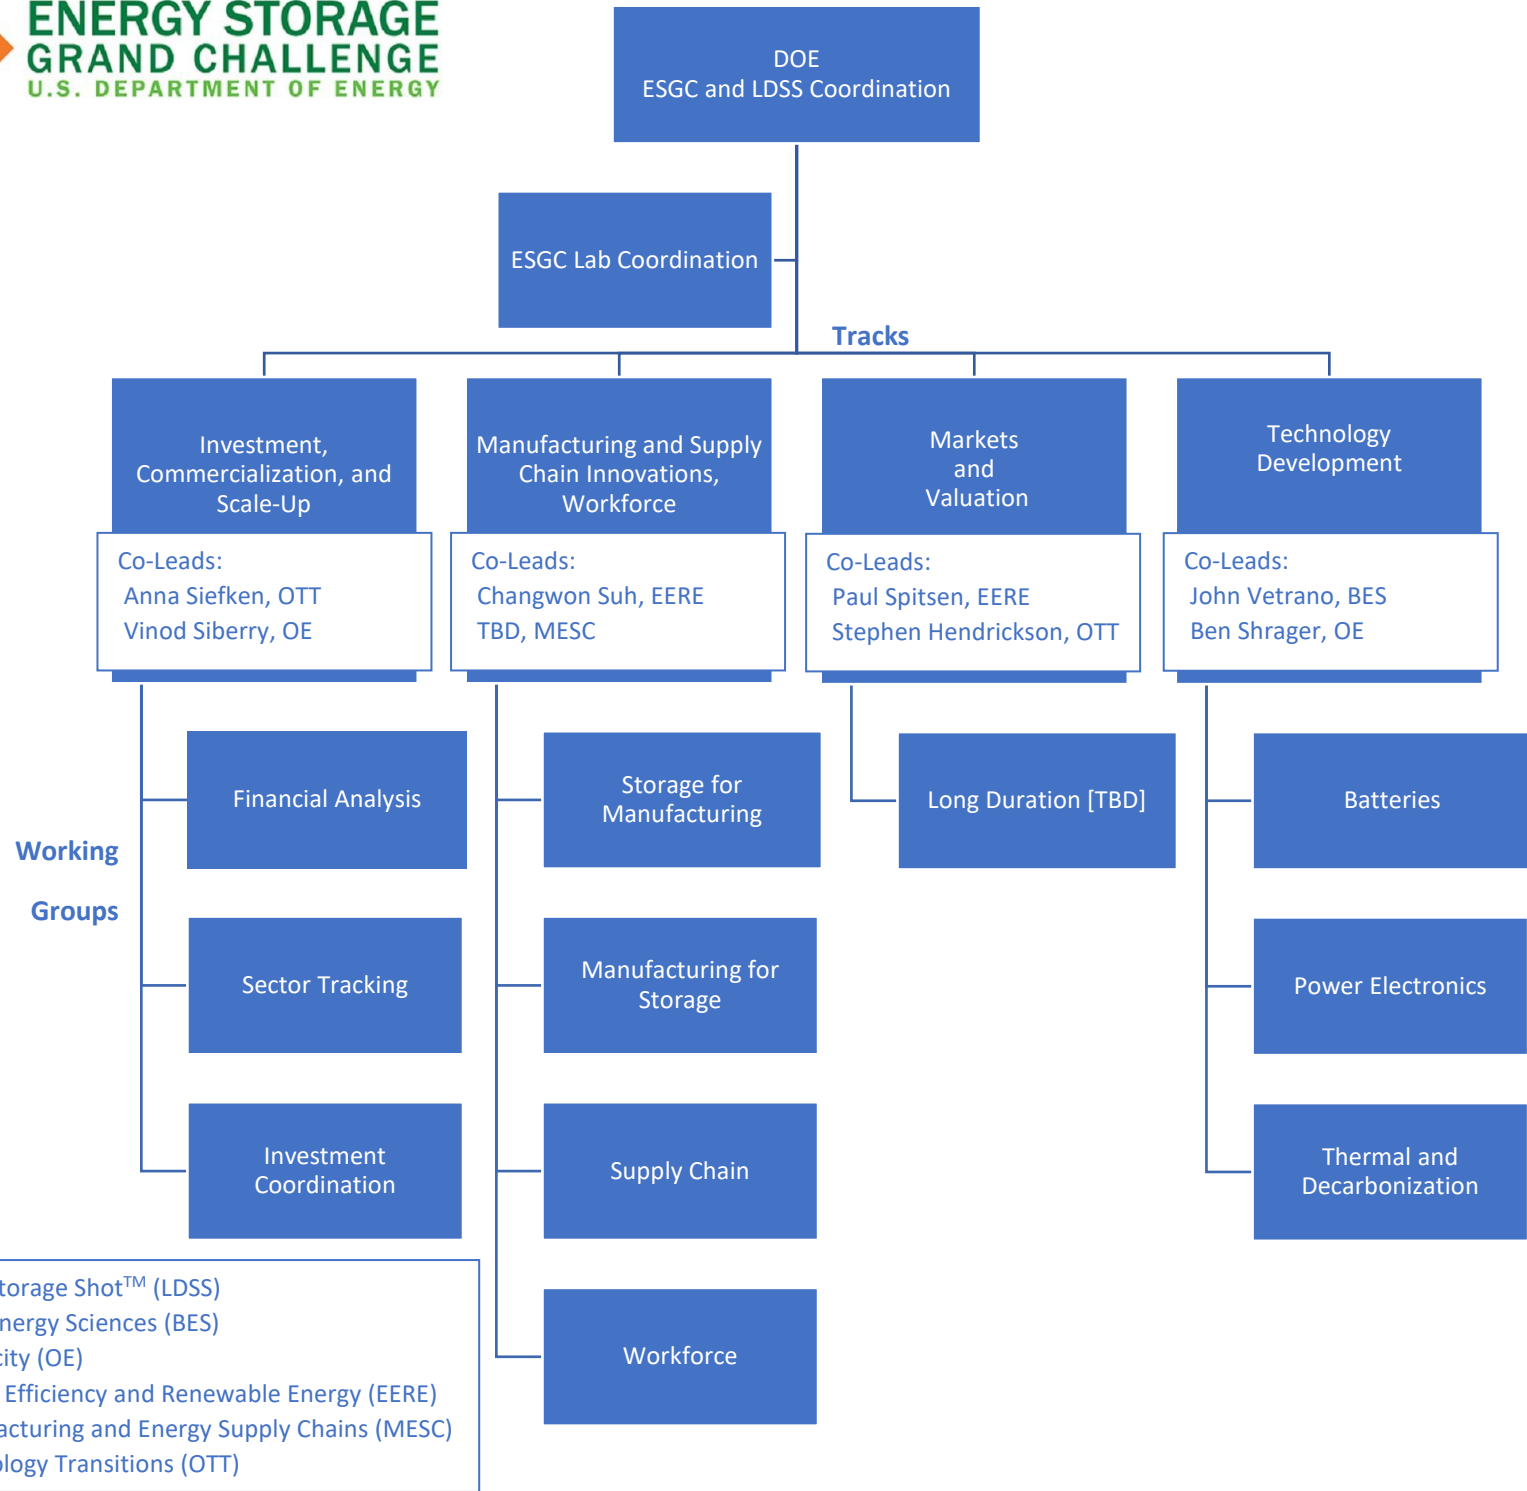 ENERGY STORAGE
GRAND CHALLENGE
U.S. DEPARTMENT OF ENERGY
DOE
ESGC and LDSS Coordination
ESGC Lab Coordination
Tracks
Investment,
Commercialization, and
Scale-Up
Co-Leads:
Anna Siefken, OTT
Vinod Siberry, OE
Manufacturing and Supply
Chain Innovations,
Workforce
Co-Leads:
Changwon Suh, EERE
TBD, MESC
Markets
and
Valuation
Co-Leads:
Paul Spitsen, EERE
Stephen Hendrickson, OTT
Technology
Development
Co-Leads:
John Vetrano, BES
Ben Shrager, OE
Working
Groups
Financial Analysis
Sector Tracking
Investment
Coordination
Storage for
Manufacturing
Manufacturing for
Storage
Supply Chain
Workforce
Long Duration [TBD]
Batteries
Power Electronics
Thermal and
Decarbonization
Shot™ (LDSS)
Sciences (BES)
(OE)
Efficiency and Renewable Energy (EERE)
and Energy Supply Chains (MESC)
Transitions (OTT)